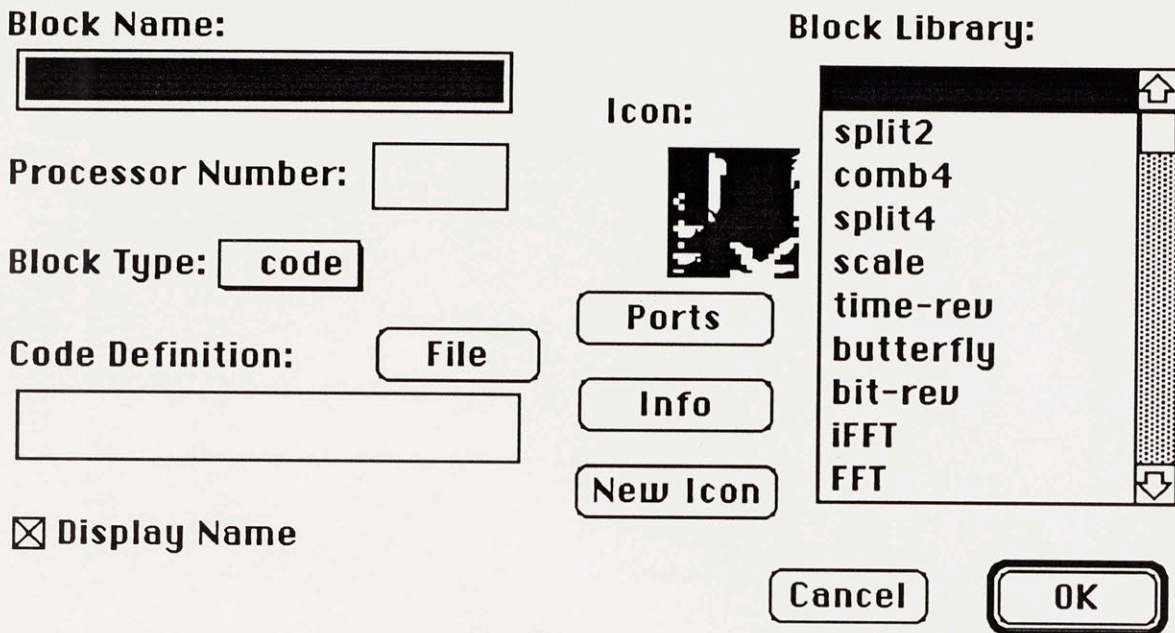 Block Name:
Processor Number:
Block Type: code
Code Definition: File
Display Name
Icon:
Ports
Info
New Icon
Block Library:
split2
comb4
split4
scale
time-rev
butterfly
bit-rev
iFFT
FFT
Cancel
OK